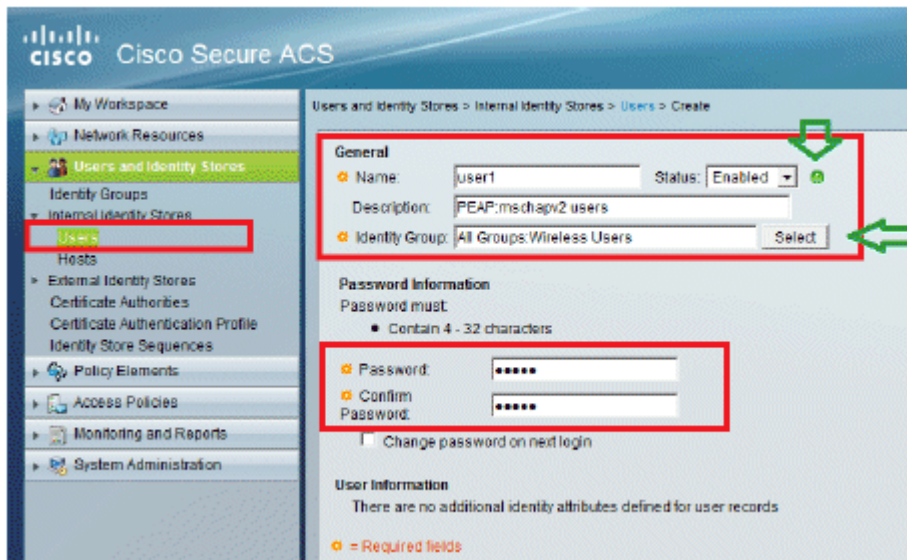 CISCO Cisco Secure ACS
My Workspace
Network Resources
Users and Identity Stores
Identity Groups
Internal Identity Stores
Users
Hosts
External Identity Stores
Certificate Authorities
Certificate Authentication Profile
Identity Store Sequences
Policy Elements
Access Policies
Monitoring and Reports
System Administration
Users and Identity Stores > Internal Identity Stores > Users > Create
General
Name: user1 Status: Enabled
Description: PEAP:mschapv2 users
Identity Group: All Groups:Wireless Users Select
Password Information
Password must:
• Contain 4 - 32 characters
Password: •••••
Confirm
Password: •••••
Change password on next login
User Information
There are no additional identity attributes defined for user records
= Required fields